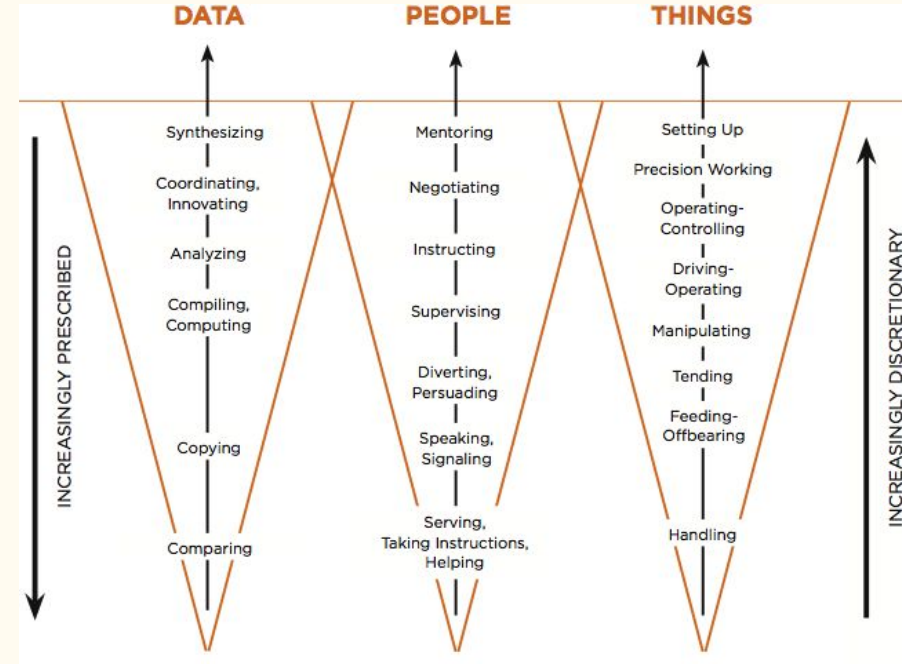 DATA
PEOPLE
THINGS
INCREASINGLY PRESCRIBED
Synthesizing
Coordinating,
Innovating
Analyzing
Compiling,
Computing
Copying
Comparing
Mentoring
Negotiating
Instructing
Supervising
Diverting,
Persuading
Speaking,
Signaling
Serving,
Taking Instructions,
Helping
Setting Up
Precision Working
Operating-
Controlling
Driving-
Operating
Manipulating
Tending
Feeding-
Offbearing
Handling
INCREASINGLY DISCRETIONARY